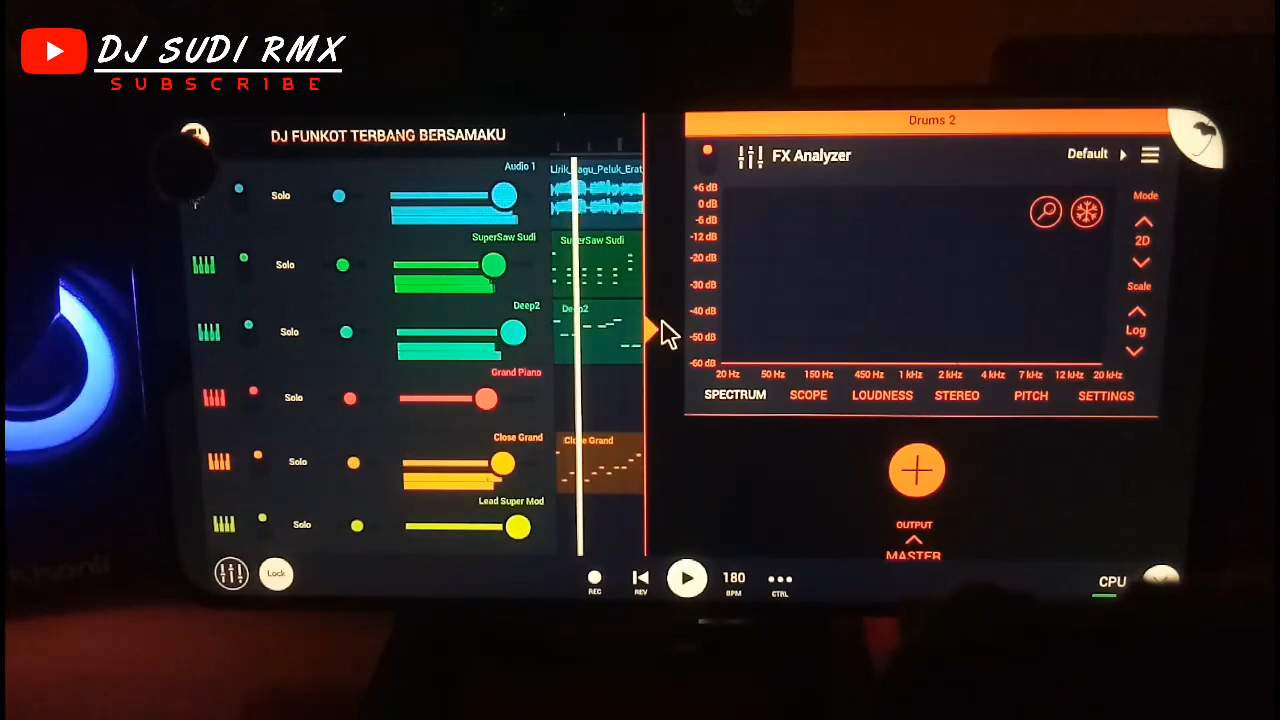 DJ SUDI RMX
SUBSCRIBE
DJ FUNKOT TERBANG BERSAMAKU
Audio 1
Solo
SuperSaw Sudi
Solo
Deep2
Solo
Grand Piano
Solo
Close Grand
Solo
Lead Super Mod
Solo
Lirik_Lagu_Peluk_Erat
SuperSaw Sudi
Deep2
Close Grand
Drums 2
FX Analyzer
Default
+6 dB
0 dB
-6 dB
-12 dB
-20 dB
-30 dB
-40 dB
-50 dB
-60 dB
20 Hz 50 Hz 150 Hz 450 Hz 1 kHz 2 kHz 4 kHz 7 kHz 12 kHz 20 kHz
Mode
2D
Scale
Log
SPECTRUM SCOPE LOUDNESS STEREO PITCH SETTINGS
OUTPUT
MASTER
Lock
REC
REV
180
BPM
CTRL
CPU